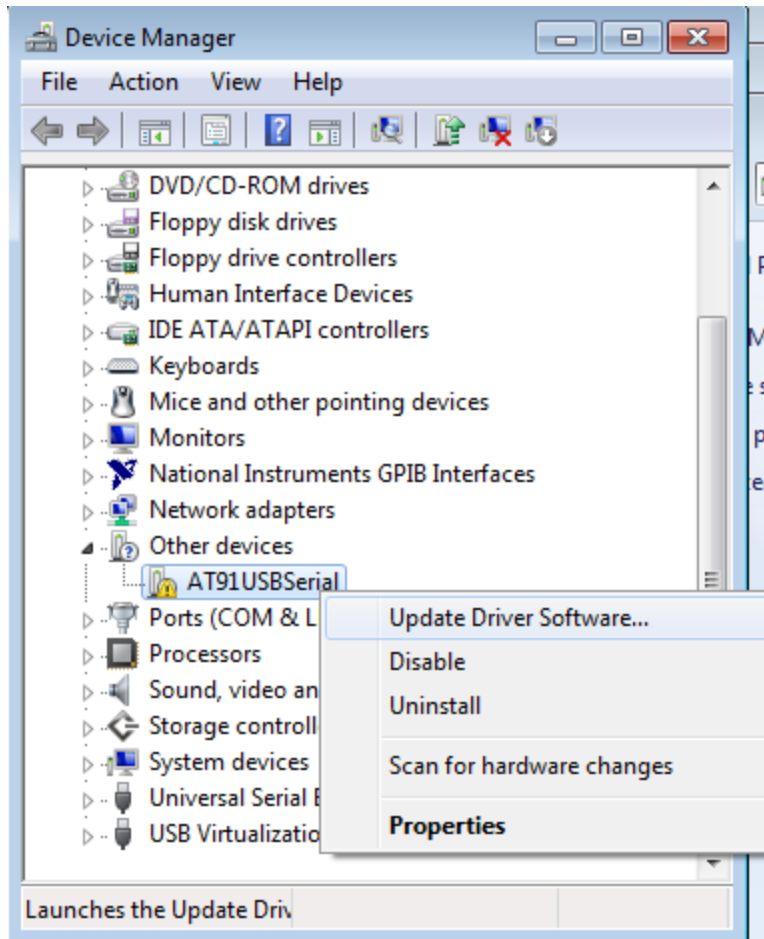 Device Manager
File Action View Help
DVD/CD-ROM drives
Floppy disk drives
Floppy drive controllers
Human Interface Devices
IDE ATA/ATAPI controllers
Keyboards
Mice and other pointing devices
Monitors
National Instruments GPIB Interfaces
Network adapters
Other devices
AT91USBSerial
Ports (COM & L
Processors
Sound, video an
Storage controll
System devices
Universal Serial
USB Virtualizatio
Update Driver Software...
Disable
Uninstall
Scan for hardware changes
Properties
Launches the Update Driv